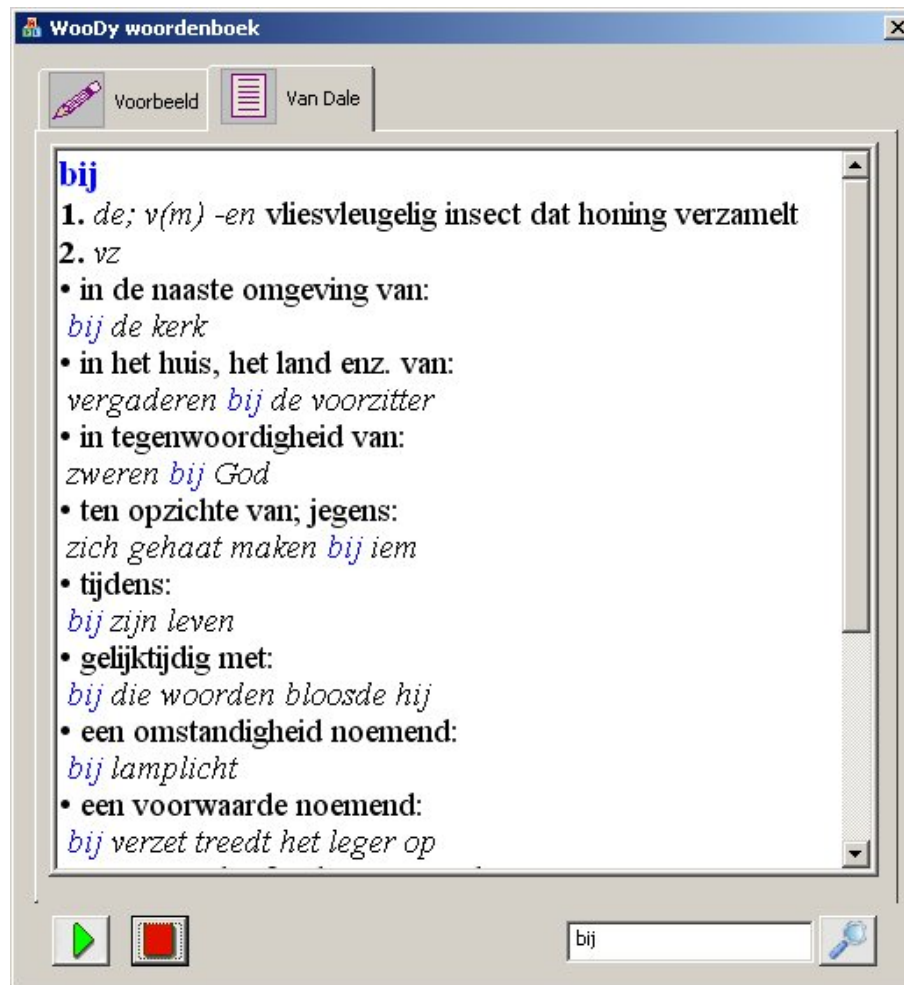 WooDy woordenboek
Voorbeeld
Van Dale
bij
1. de; v(m) -en vliesvleugelig insect dat honing verzamelt
2. vz
• in de naaste omgeving van:
bij de kerk
• in het huis, het land enz. van:
vergaderen bij de voorzitter
• in tegenwoordigheid van:
zweren bij God
• ten opzichte van; jegens:
zich gehaat maken bij iem
• tijdens:
bij zijn leven
• gelijktijdig met:
bij die woorden bloosde hij
• een omstandigheid noemend:
bij lamplicht
• een voorwaarde noemend:
bij verzet treedt het leger op
bij